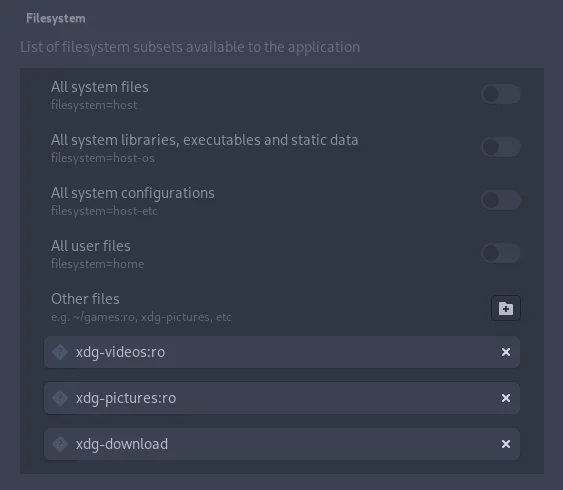 Filesystem
List of filesystem subsets available to the application
All system files
filesystem=host
All system libraries, executables and static data
filesystem=host-os
All system configurations
filesystem=host-etc
All user files
filesystem=home
Other files
e.g. ~/games:ro, xdg-pictures, etc
xdg-videos:ro
xdg-pictures:ro
xdg-download